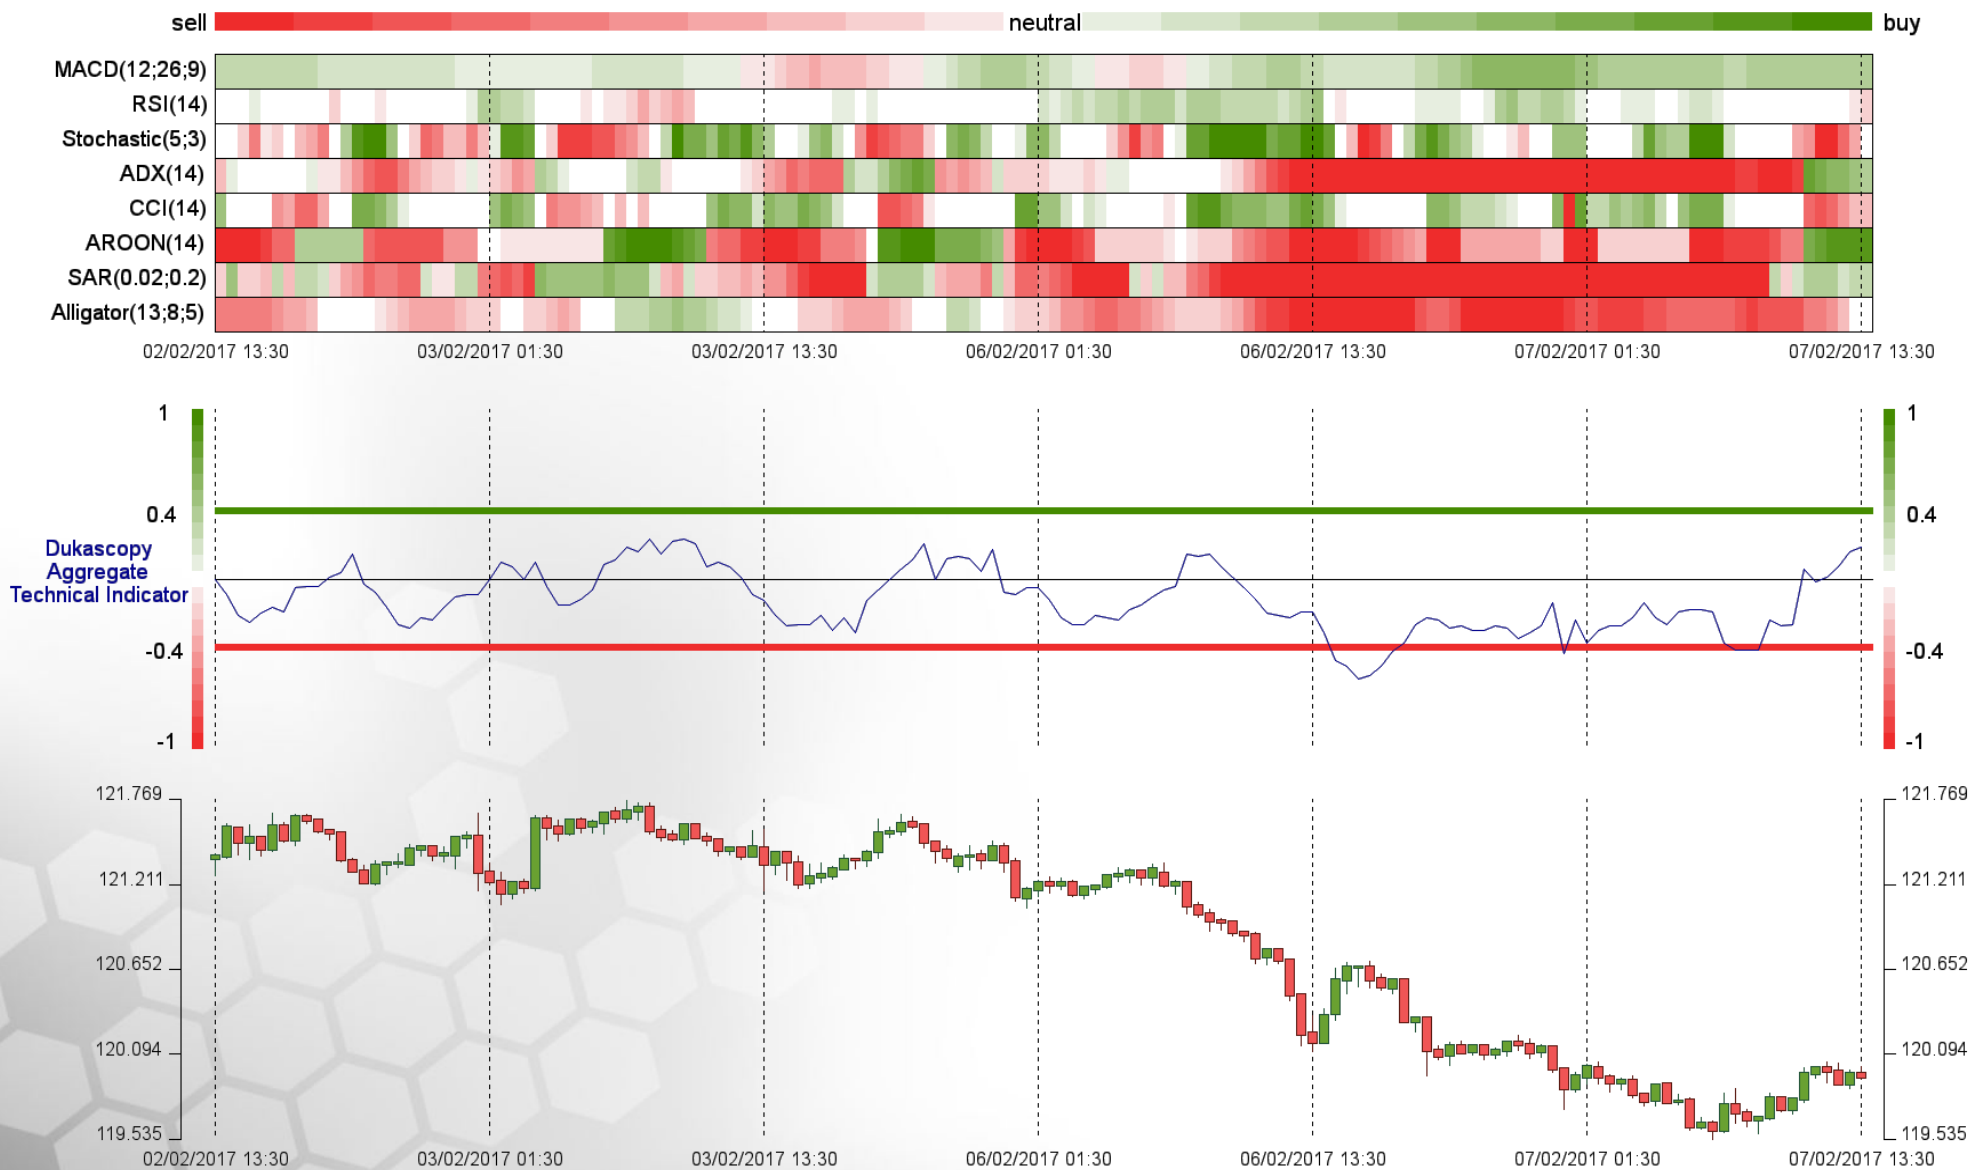 sell neutral buy
MACD(12;26;9)
RSI(14)
Stochastic(5;3)
ADX(14)
CCI(14)
AROON(14)
SAR(0.02;0.2)
Alligator(13;8;5)
02/02/2017 13:30 03/02/2017 01:30 03/02/2017 13:30 06/02/2017 01:30 06/02/2017 13:30 07/02/2017 01:30 07/02/2017 13:30
1 1
0.4 0.4
Dukascopy
Aggregate
Technical Indicator
-0.4 -0.4
-1 -1
121.769 121.769
121.211 121.211
120.652 120.652
120.094 120.094
119.535 119.535
02/02/2017 13:30 03/02/2017 01:30 03/02/2017 13:30 06/02/2017 01:30 06/02/2017 13:30 07/02/2017 01:30 07/02/2017 13:30